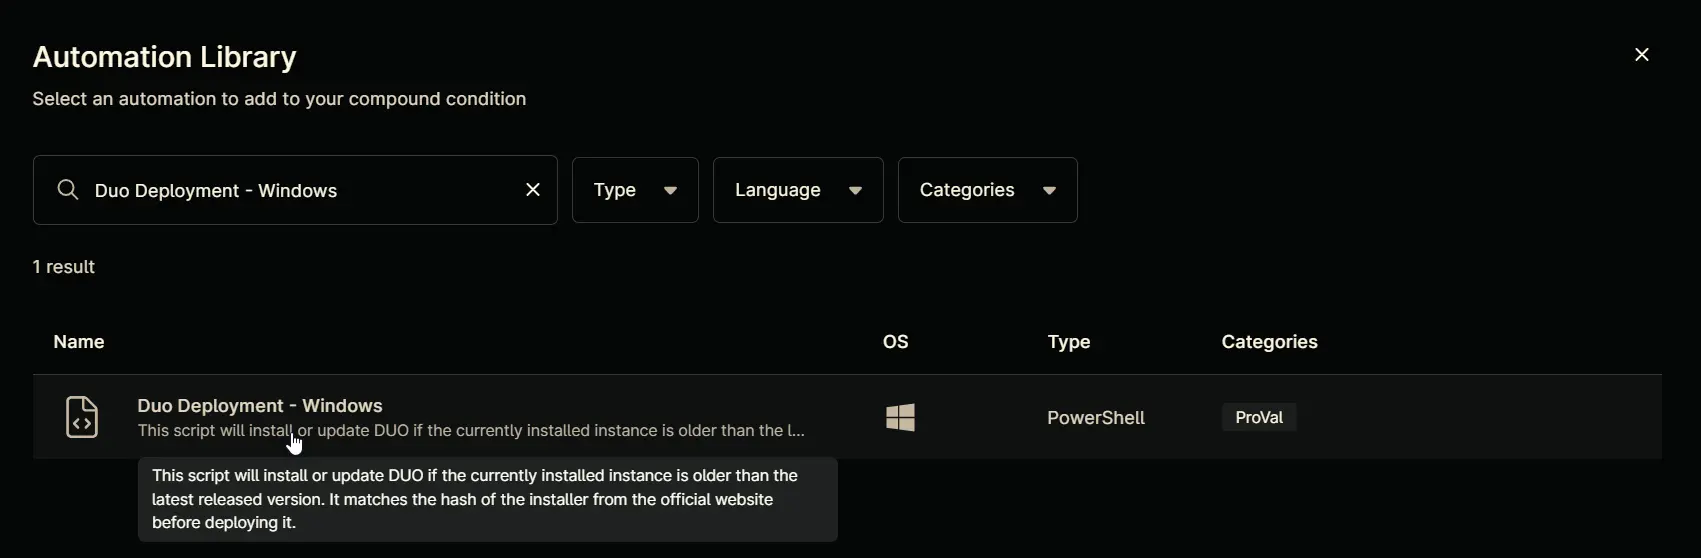 Automation Library
Select an automation to add to your compound condition
Duo Deployment - Windows
Type
Language
Categories
1 result
Name
OS
Type
Categories
Duo Deployment - Windows
This script will install or update DUO if the currently installed instance is older than the l...
PowerShell
ProVal
This script will install or update DUO if the currently installed instance is older than the
latest released version. It matches the hash of the installer from the official website
before deploying it.